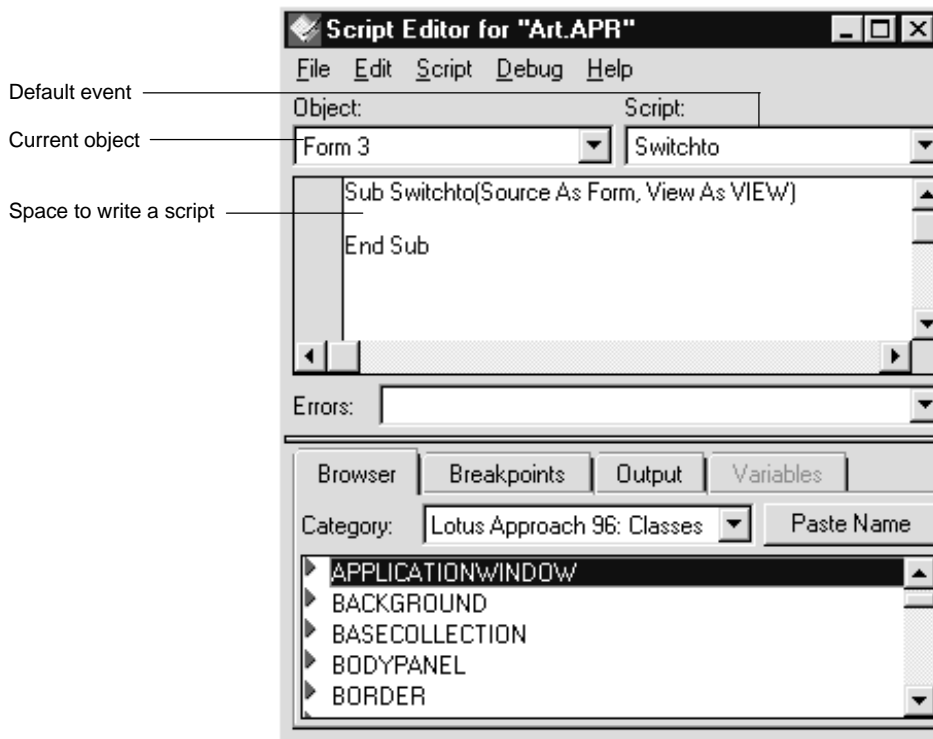 Script Editor for "Art.APR"
File Edit Script Debug Help
Default event
Object: Script:
Current object
Form 3 Switchto
Space to write a script
Sub Switchto(Source As Form, View As VIEW)
End Sub
Errors:
Browser Breakpoints Output Variables
Category: Lotus Approach 96: Classes Paste Name
APPLICATIONWINDOW
BACKGROUND
BASECOLLECTION
BODYPANEL
BORDER